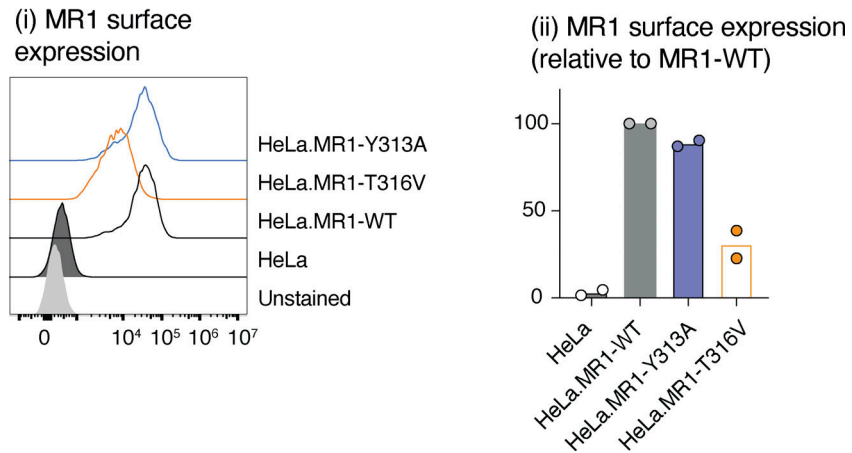 (i) MR1 surface
expression
HeLa.MR1-Y313A
HeLa.MR1-T316V
HeLa.MR1-WT
HeLa
Unstained
0 10⁴ 10⁵ 10⁶ 10⁷
(ii) MR1 surface expression
(relative to MR1-WT)
100
50
0
HeLa
HeLa.MR1-WT
HeLa.MR1-Y313A
HeLa.MR1-T316V